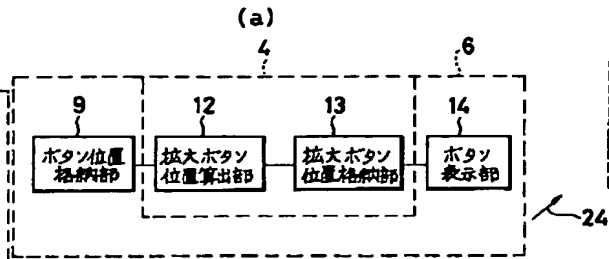 (a)
4
6
9
12
13
14
ボタン位置
格納部
拡大ボタン
位置算出部
拡大ボタン
位置格納部
ボタン
表示部
24